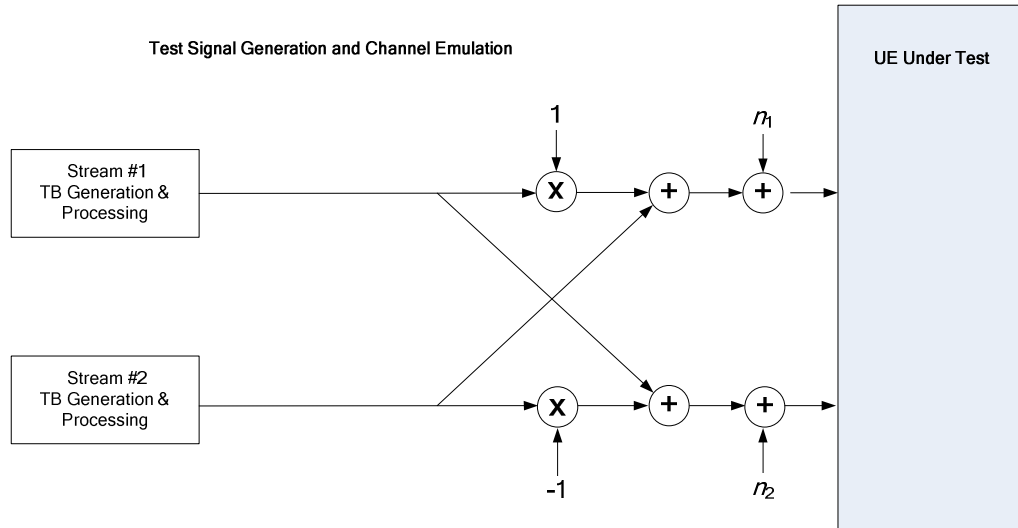 Test Signal Generation and Channel Emulation
UE Under Test
1
n1
Stream #1
TB Generation &
Processing
X
+
+
Stream #2
TB Generation &
Processing
X
+
+
-1
n2